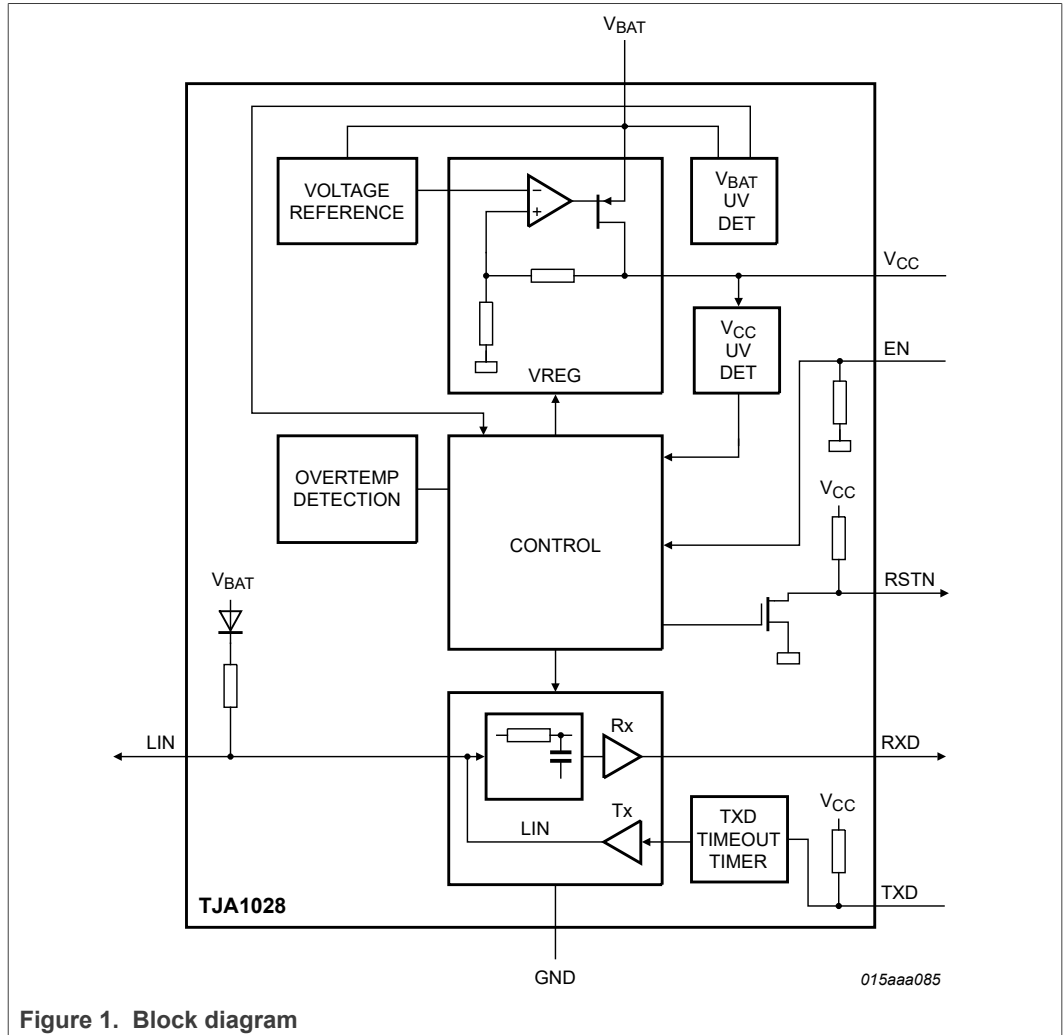 VBAT
VOLTAGE
REFERENCE
−
+
VREG
VBAT
UV
DET
VCC
VCC
UV
DET
EN
OVERTEMP
DETECTION
CONTROL
VCC
RSTN
VBAT
LIN
Rx
RXD
Tx
LIN
TXD
TIMEOUT
TIMER
VCC
TXD
TJA1028
GND
015aaa085
Figure 1. Block diagram